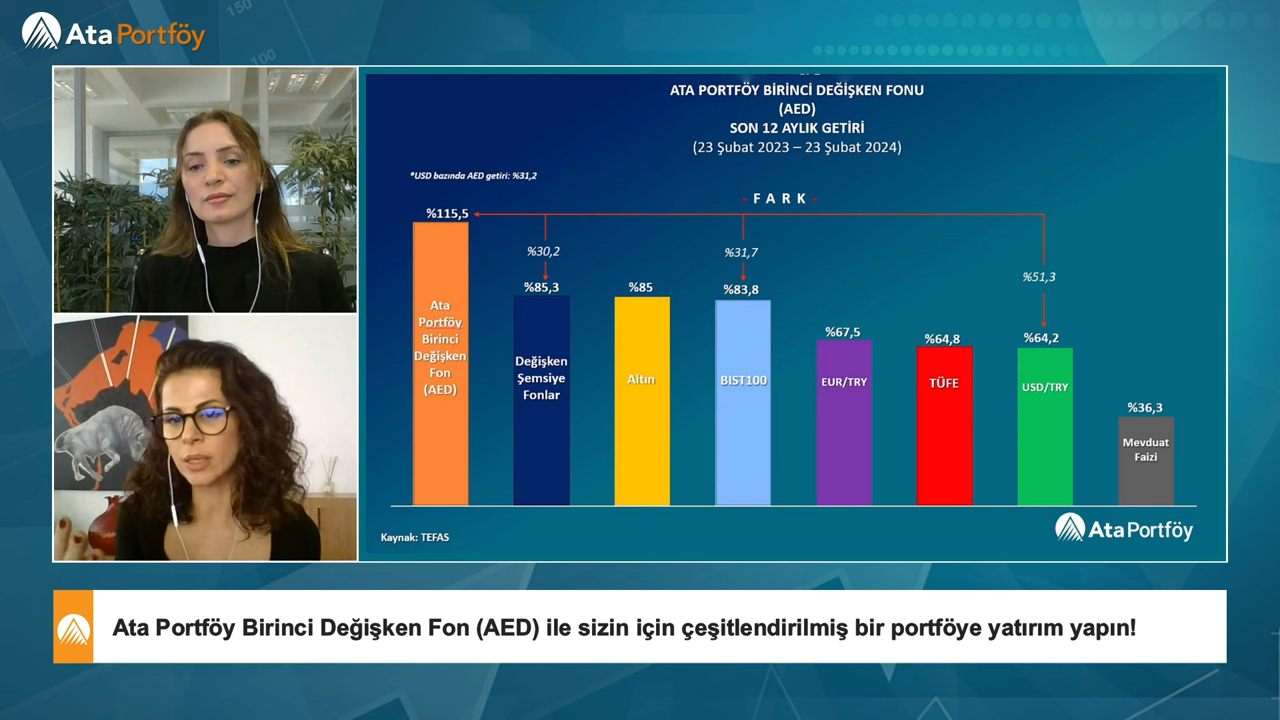 Ata Portföy
150
100
ATA PORTFÖY BİRİNCİ DEĞİŞKEN FONU
(AED)
SON 12 AYLIK GETİRİ
(23 Şubat 2023 – 23 Şubat 2024)
*USD bazında AED getiri: %31,2
- F A R K -
%115,5
%30,2
%31,7
%51,3
%85,3
%85
%83,8
%67,5
%64,8
%64,2
%36,3
Ata
Portföy
Birinci
Değişken
Fon
(AED)
Değişken
Şemsiye
Fonlar
Altın
BIST100
EUR/TRY
TÜFE
USD/TRY
Mevduat
Faizi
Kaynak: TEFAS
Ata Portföy
Ata Portföy Birinci Değişken Fon (AED) ile sizin için çeşitlendirilmiş bir portföye yatırım yapın!